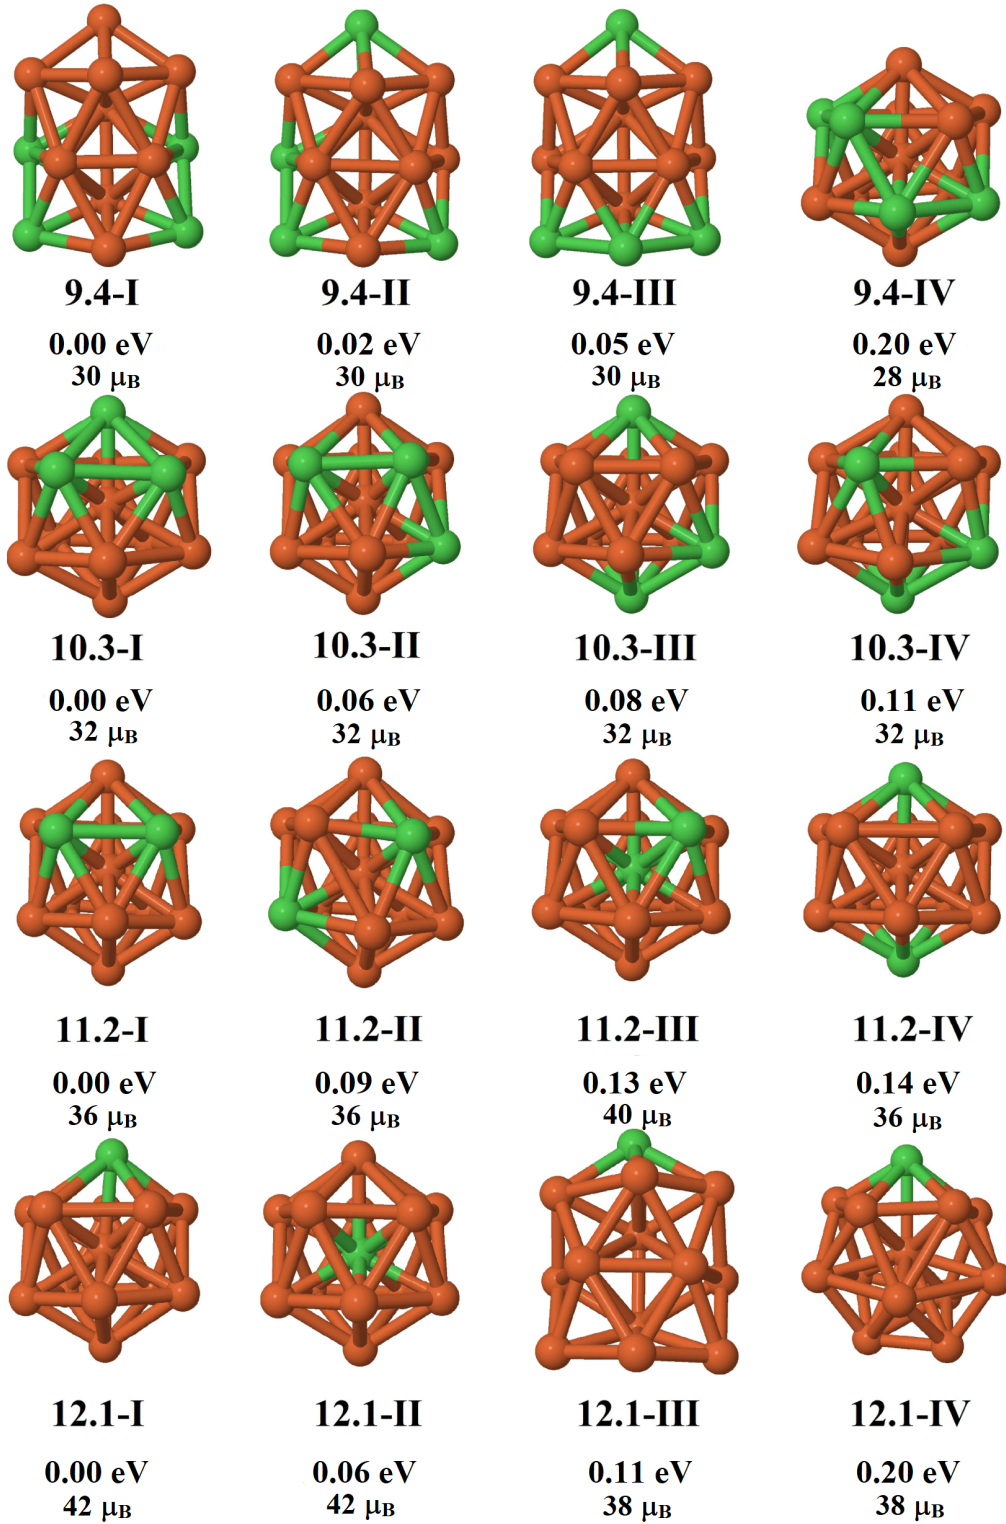 9.4-I 9.4-II 9.4-III 9.4-IV
0.00 eV 0.02 eV 0.05 eV 0.20 eV
30 μB 30 μB 30 μB 28 μB
10.3-I 10.3-II 10.3-III 10.3-IV
0.00 eV 0.06 eV 0.08 eV 0.11 eV
32 μB 32 μB 32 μB 32 μB
11.2-I 11.2-II 11.2-III 11.2-IV
0.00 eV 0.09 eV 0.13 eV 0.14 eV
36 μB 36 μB 40 μB 36 μB
12.1-I 12.1-II 12.1-III 12.1-IV
0.00 eV 0.06 eV 0.11 eV 0.20 eV
42 μB 42 μB 38 μB 38 μB